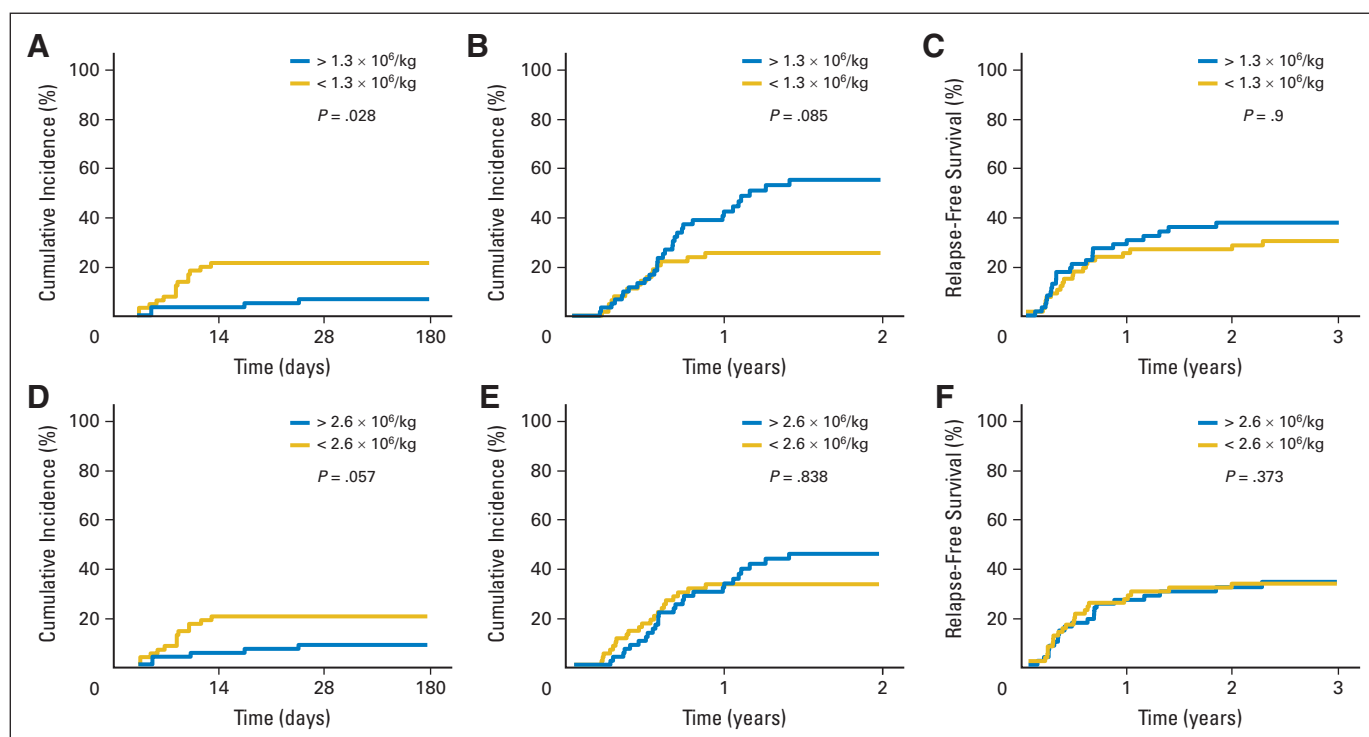 A
Cumulative Incidence (%)
100
80
60
40
20
0
14
28
180
Time (days)
> 1.3 × 10⁶/kg
< 1.3 × 10⁶/kg
P = .028
B
Cumulative Incidence (%)
100
80
60
40
20
0
1
2
Time (years)
> 1.3 × 10⁶/kg
< 1.3 × 10⁶/kg
P = .085
C
Relapse-Free Survival (%)
100
80
60
40
20
0
1
2
3
Time (years)
> 1.3 × 10⁶/kg
< 1.3 × 10⁶/kg
P = .9
D
Cumulative Incidence (%)
100
80
60
40
20
0
14
28
180
Time (days)
> 2.6 × 10⁶/kg
< 2.6 × 10⁶/kg
P = .057
E
Cumulative Incidence (%)
100
80
60
40
20
0
1
2
Time (years)
> 2.6 × 10⁶/kg
< 2.6 × 10⁶/kg
P = .838
F
Relapse-Free Survival (%)
100
80
60
40
20
0
1
2
3
Time (years)
> 2.6 × 10⁶/kg
< 2.6 × 10⁶/kg
P = .373